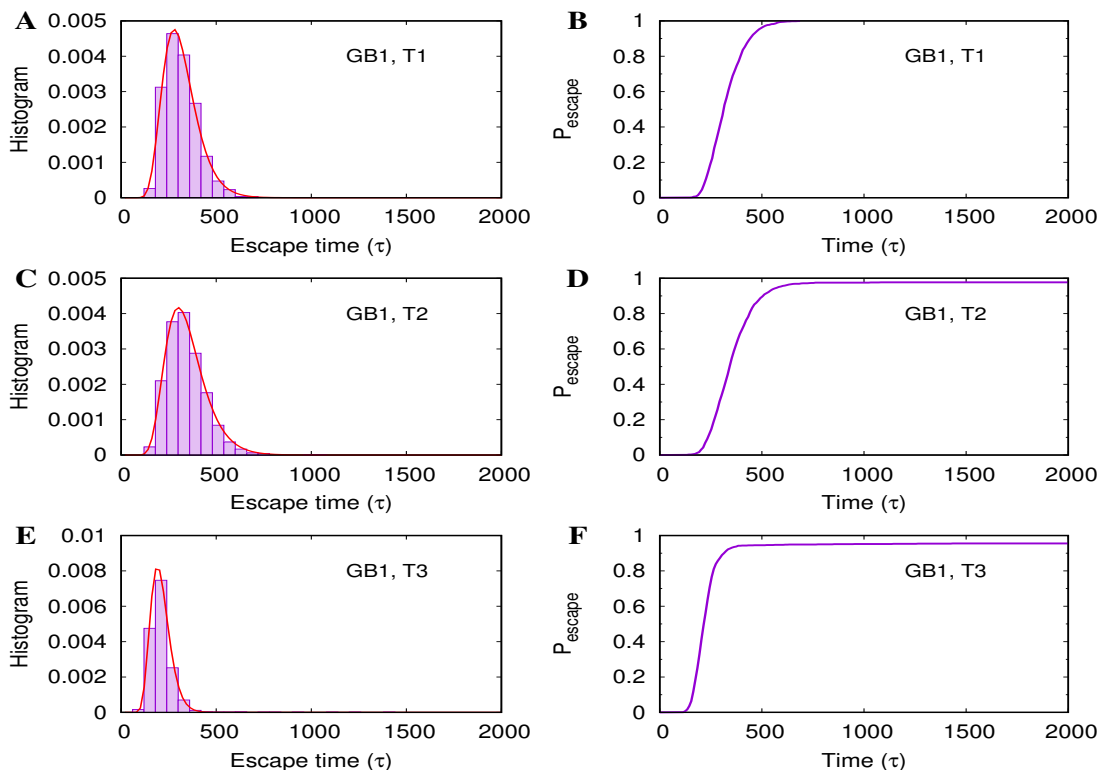 A
Histogram
0.005
0.004
0.003
0.002
0.001
0
GB1, T1
0 500 1000 1500 2000
Escape time (τ)
B
P_escape
1
0.8
0.6
0.4
0.2
0
GB1, T1
0 500 1000 1500 2000
Time (τ)
C
Histogram
0.005
0.004
0.003
0.002
0.001
0
GB1, T2
0 500 1000 1500 2000
Escape time (τ)
D
P_escape
1
0.8
0.6
0.4
0.2
0
GB1, T2
0 500 1000 1500 2000
Time (τ)
E
Histogram
0.01
0.008
0.006
0.004
0.002
0
GB1, T3
0 500 1000 1500 2000
Escape time (τ)
F
P_escape
1
0.8
0.6
0.4
0.2
0
GB1, T3
0 500 1000 1500 2000
Time (τ)